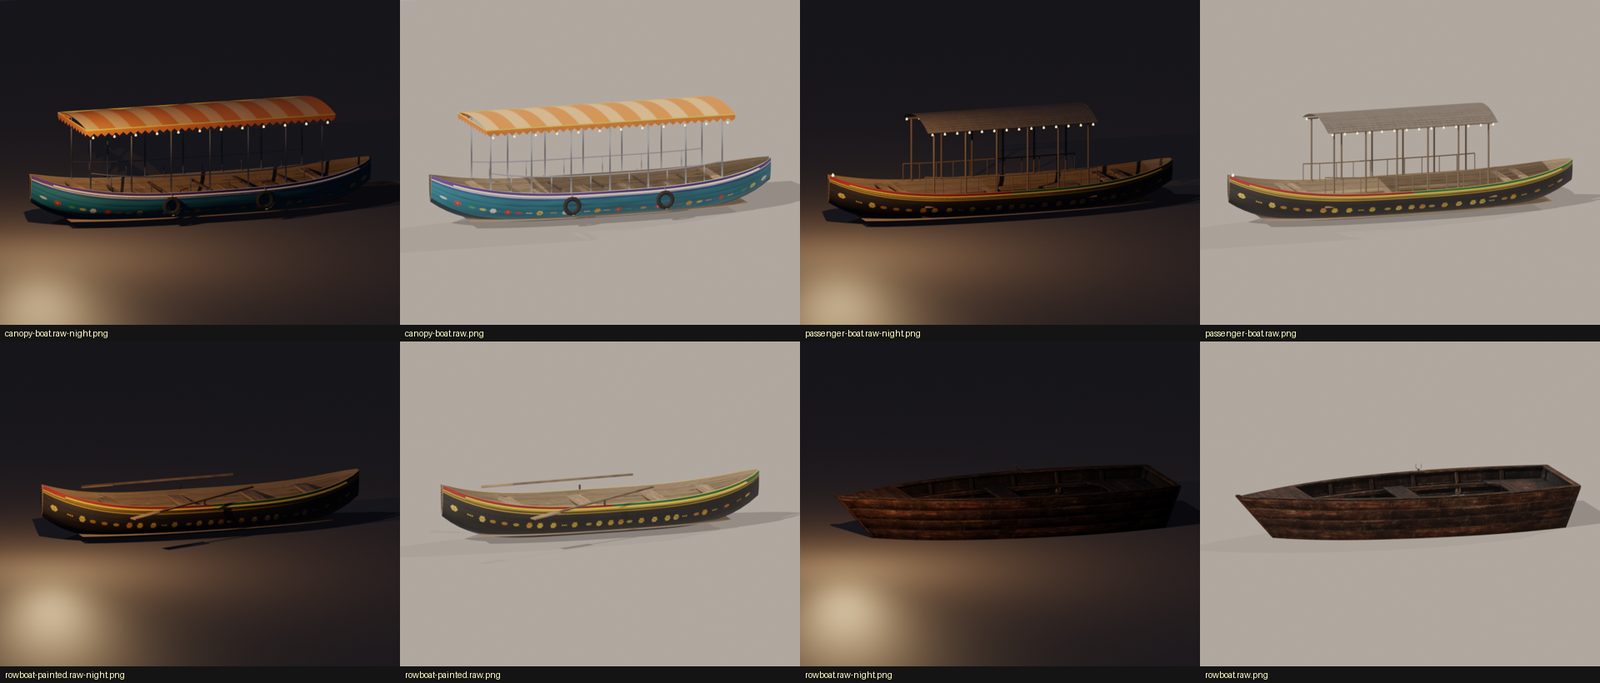 canopy-boat.raw-night.png
canopy-boat.raw.png
passenger-boat.raw-night.png
passenger-boat.raw.png
rowboat-painted.raw-night.png
rowboat-painted.raw.png
rowboat.raw-night.png
rowboat.raw.png